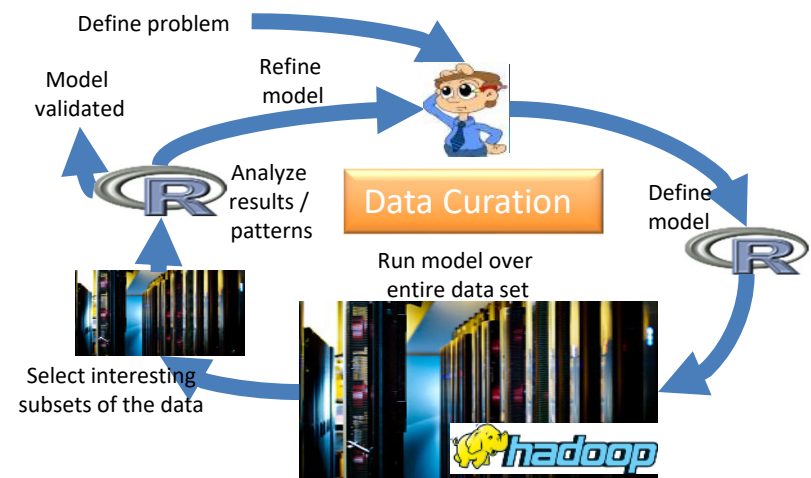 Define problem
Model
validated
Refine
model
R
Analyze
results /
patterns
Data Curation
Define
model
R
Run model over
entire data set
Select interesting
subsets of the data
hadoop